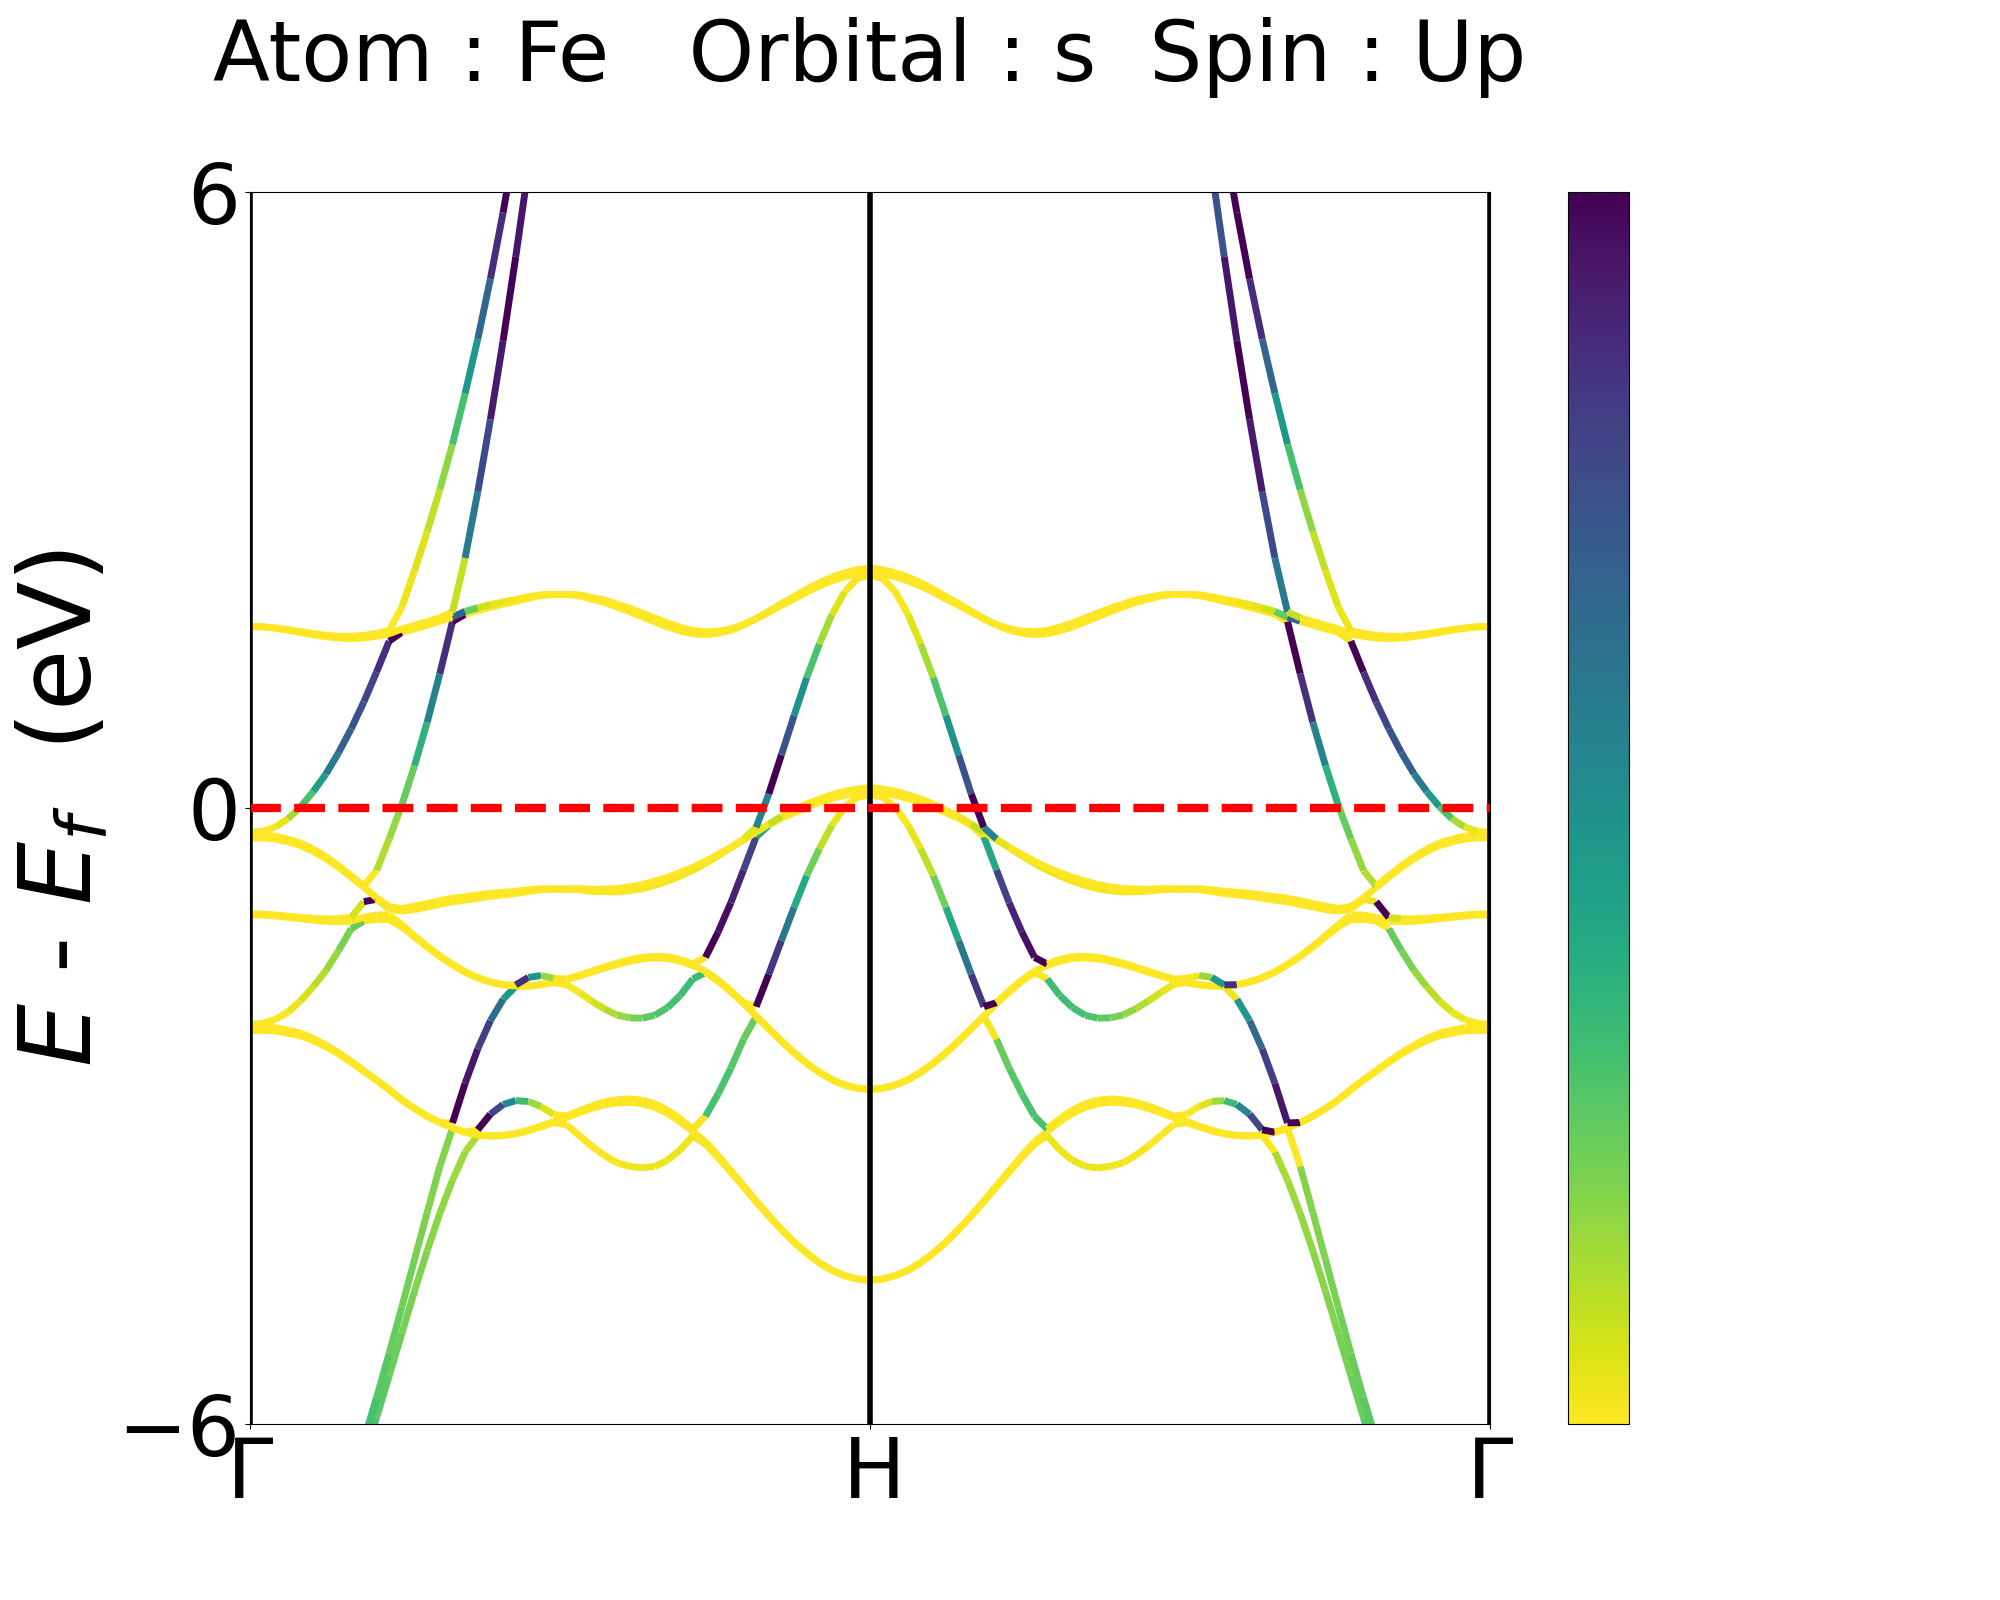 Atom : Fe Orbital : s Spin : Up
6
0
−6
E - E_f (eV)
Γ H Γ